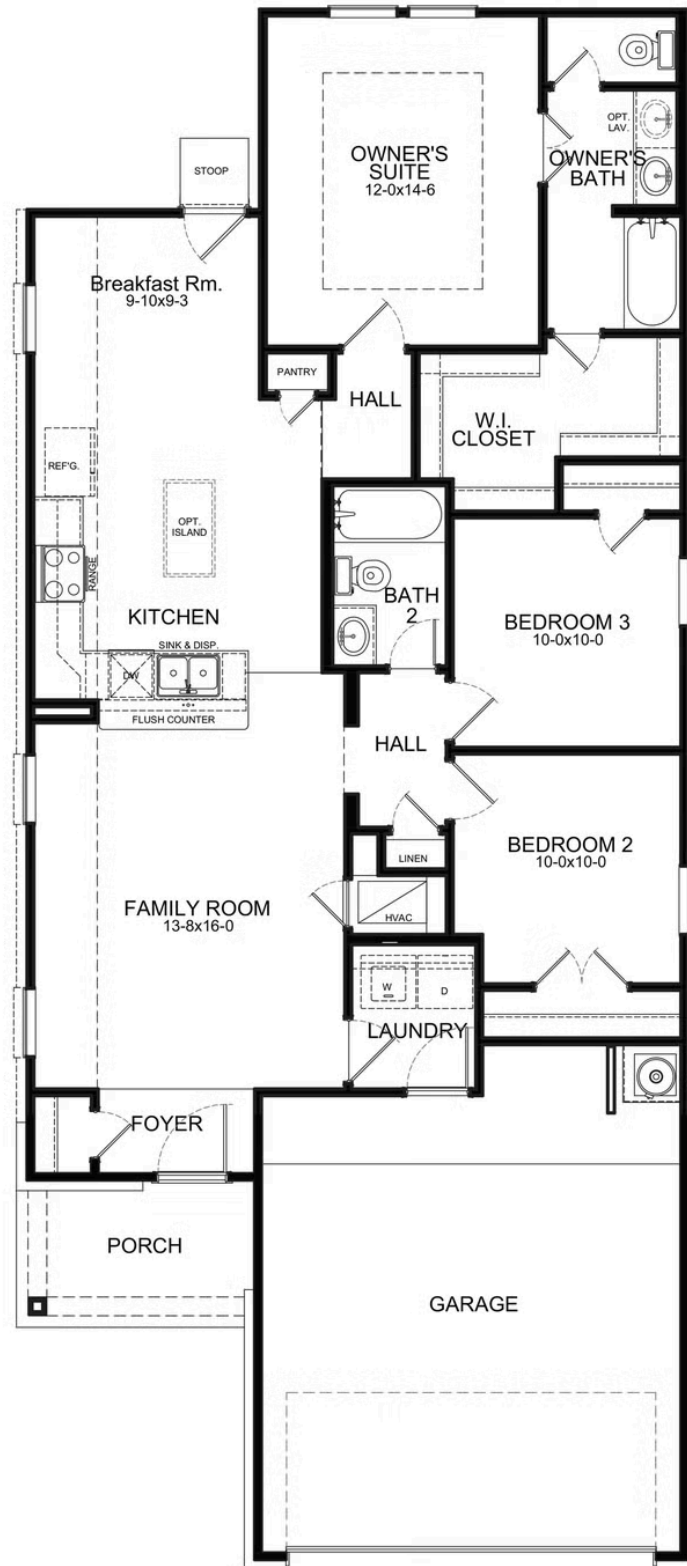 OPT.
LAV.
OWNER'S
SUITE
12-0x14-6
OWNER'S
BATH
STOOP
Breakfast Rm.
9-10x9-3
PANTRY
HALL
W.I.
CLOSET
REF'G.
OPT.
ISLAND
RANGE
KITCHEN
BATH
2
BEDROOM 3
10-0x10-0
SINK & DISP.
DW
FLUSH COUNTER
HALL
BEDROOM 2
10-0x10-0
LINEN
FAMILY ROOM
13-8x16-0
HVAC
W
D
LAUNDRY
FOYER
PORCH
GARAGE